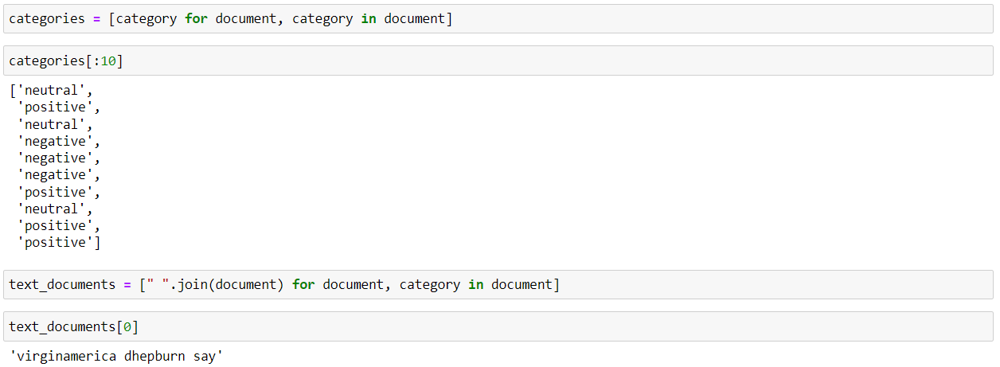 categories = [category for document, category in document]
categories[:10]
['neutral',
'positive',
'neutral',
'negative',
'negative',
'negative',
'positive',
'neutral',
'positive',
'positive']
text_documents = [" ".join(document) for document, category in document]
text_documents[0]
'virginamerica dhepburn say'